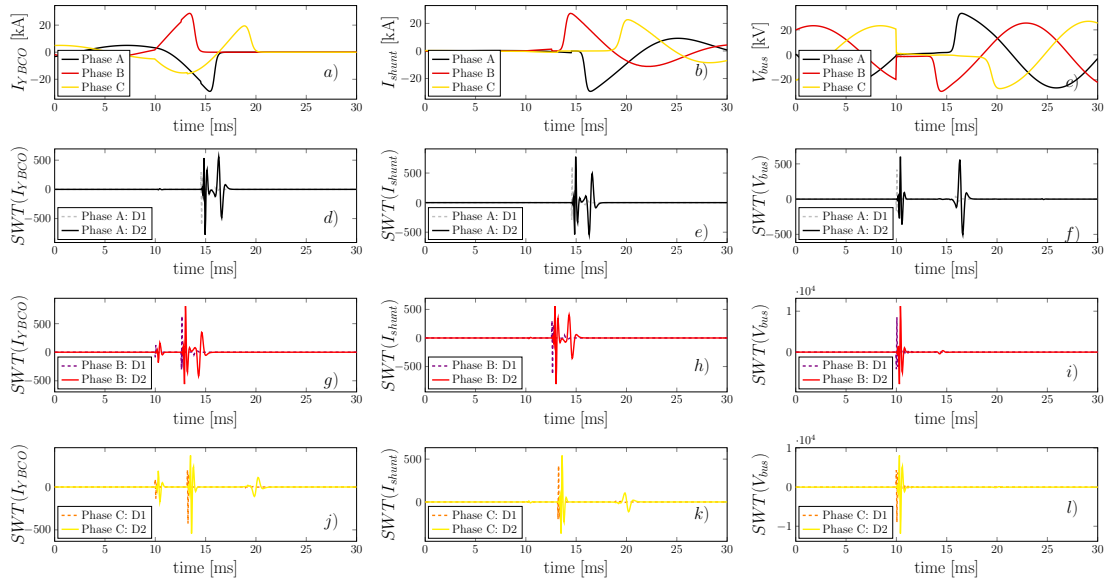 I_YBCO [kA]
20
0
−20
0 5 10 15 20 25 30
Phase A
Phase B
Phase C
a)
time [ms]
I_shunt [kA]
20
0
−20
0 5 10 15 20 25 30
Phase A
Phase B
Phase C
b)
time [ms]
V_bus [kV]
20
0
−20
0 5 10 15 20 25 30
Phase A
Phase B
Phase C
c)
time [ms]
SWT(I_YBCO)
500
0
−500
0 5 10 15 20 25 30
Phase A: D1
Phase A: D2
d)
time [ms]
SWT(I_shunt)
500
0
−500
0 5 10 15 20 25 30
Phase A: D1
Phase A: D2
e)
time [ms]
SWT(V_bus)
500
0
−500
0 5 10 15 20 25 30
Phase A: D1
Phase A: D2
f)
time [ms]
SWT(I_YBCO)
500
0
−500
0 5 10 15 20 25 30
Phase B: D1
Phase B: D2
g)
time [ms]
SWT(I_shunt)
500
0
−500
0 5 10 15 20 25 30
Phase B: D1
Phase B: D2
h)
time [ms]
SWT(V_bus)
·10⁴
1
0
−1
0 5 10 15 20 25 30
Phase B: D1
Phase B: D2
i)
time [ms]
SWT(I_YBCO)
0
−500
0 5 10 15 20 25 30
Phase C: D1
Phase C: D2
j)
time [ms]
SWT(I_shunt)
500
0
0 5 10 15 20 25 30
Phase C: D1
Phase C: D2
k)
time [ms]
SWT(V_bus)
·10⁴
1
0
−1
0 5 10 15 20 25 30
Phase C: D1
Phase C: D2
l)
time [ms]